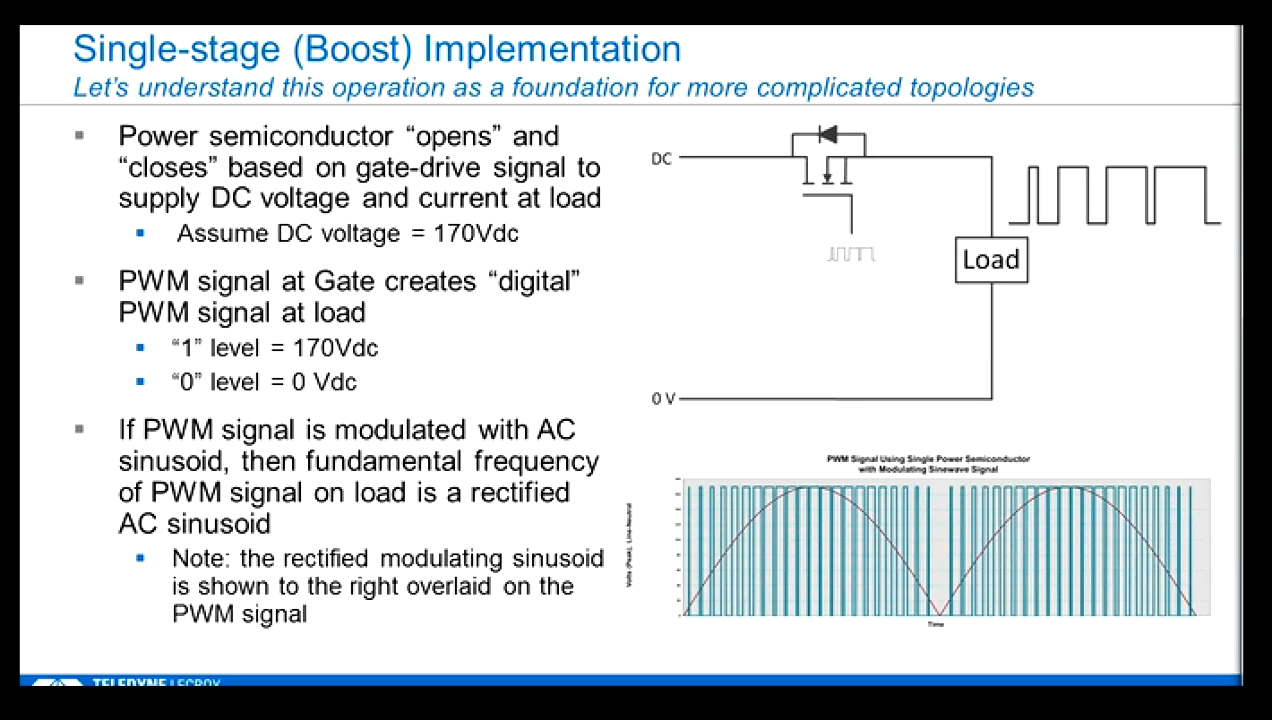 Single-stage (Boost) Implementation
Let's understand this operation as a foundation for more complicated topologies
Power semiconductor “opens” and
“closes” based on gate-drive signal to
supply DC voltage and current at load
Assume DC voltage = 170Vdc
PWM signal at Gate creates “digital”
PWM signal at load
“1” level = 170Vdc
“0” level = 0 Vdc
If PWM signal is modulated with AC
sinusoid, then fundamental frequency
of PWM signal on load is a rectified
AC sinusoid
Note: the rectified modulating sinusoid
is shown to the right overlaid on the
PWM signal
DC
Load
0 V
PWM Signal Using Single Power Semiconductor
with Modulating Sinewave Signal
Volts (Peak), Line-Neutral
Time
TELEDYNE LECROY